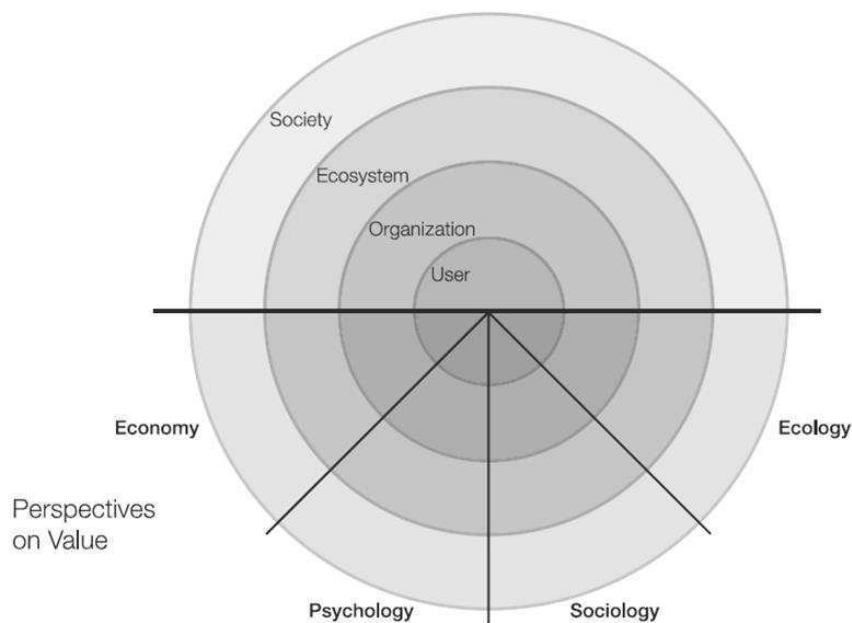 Society
Ecosystem
Organization
User
Economy
Ecology
Perspectives
on Value
Psychology
Sociology